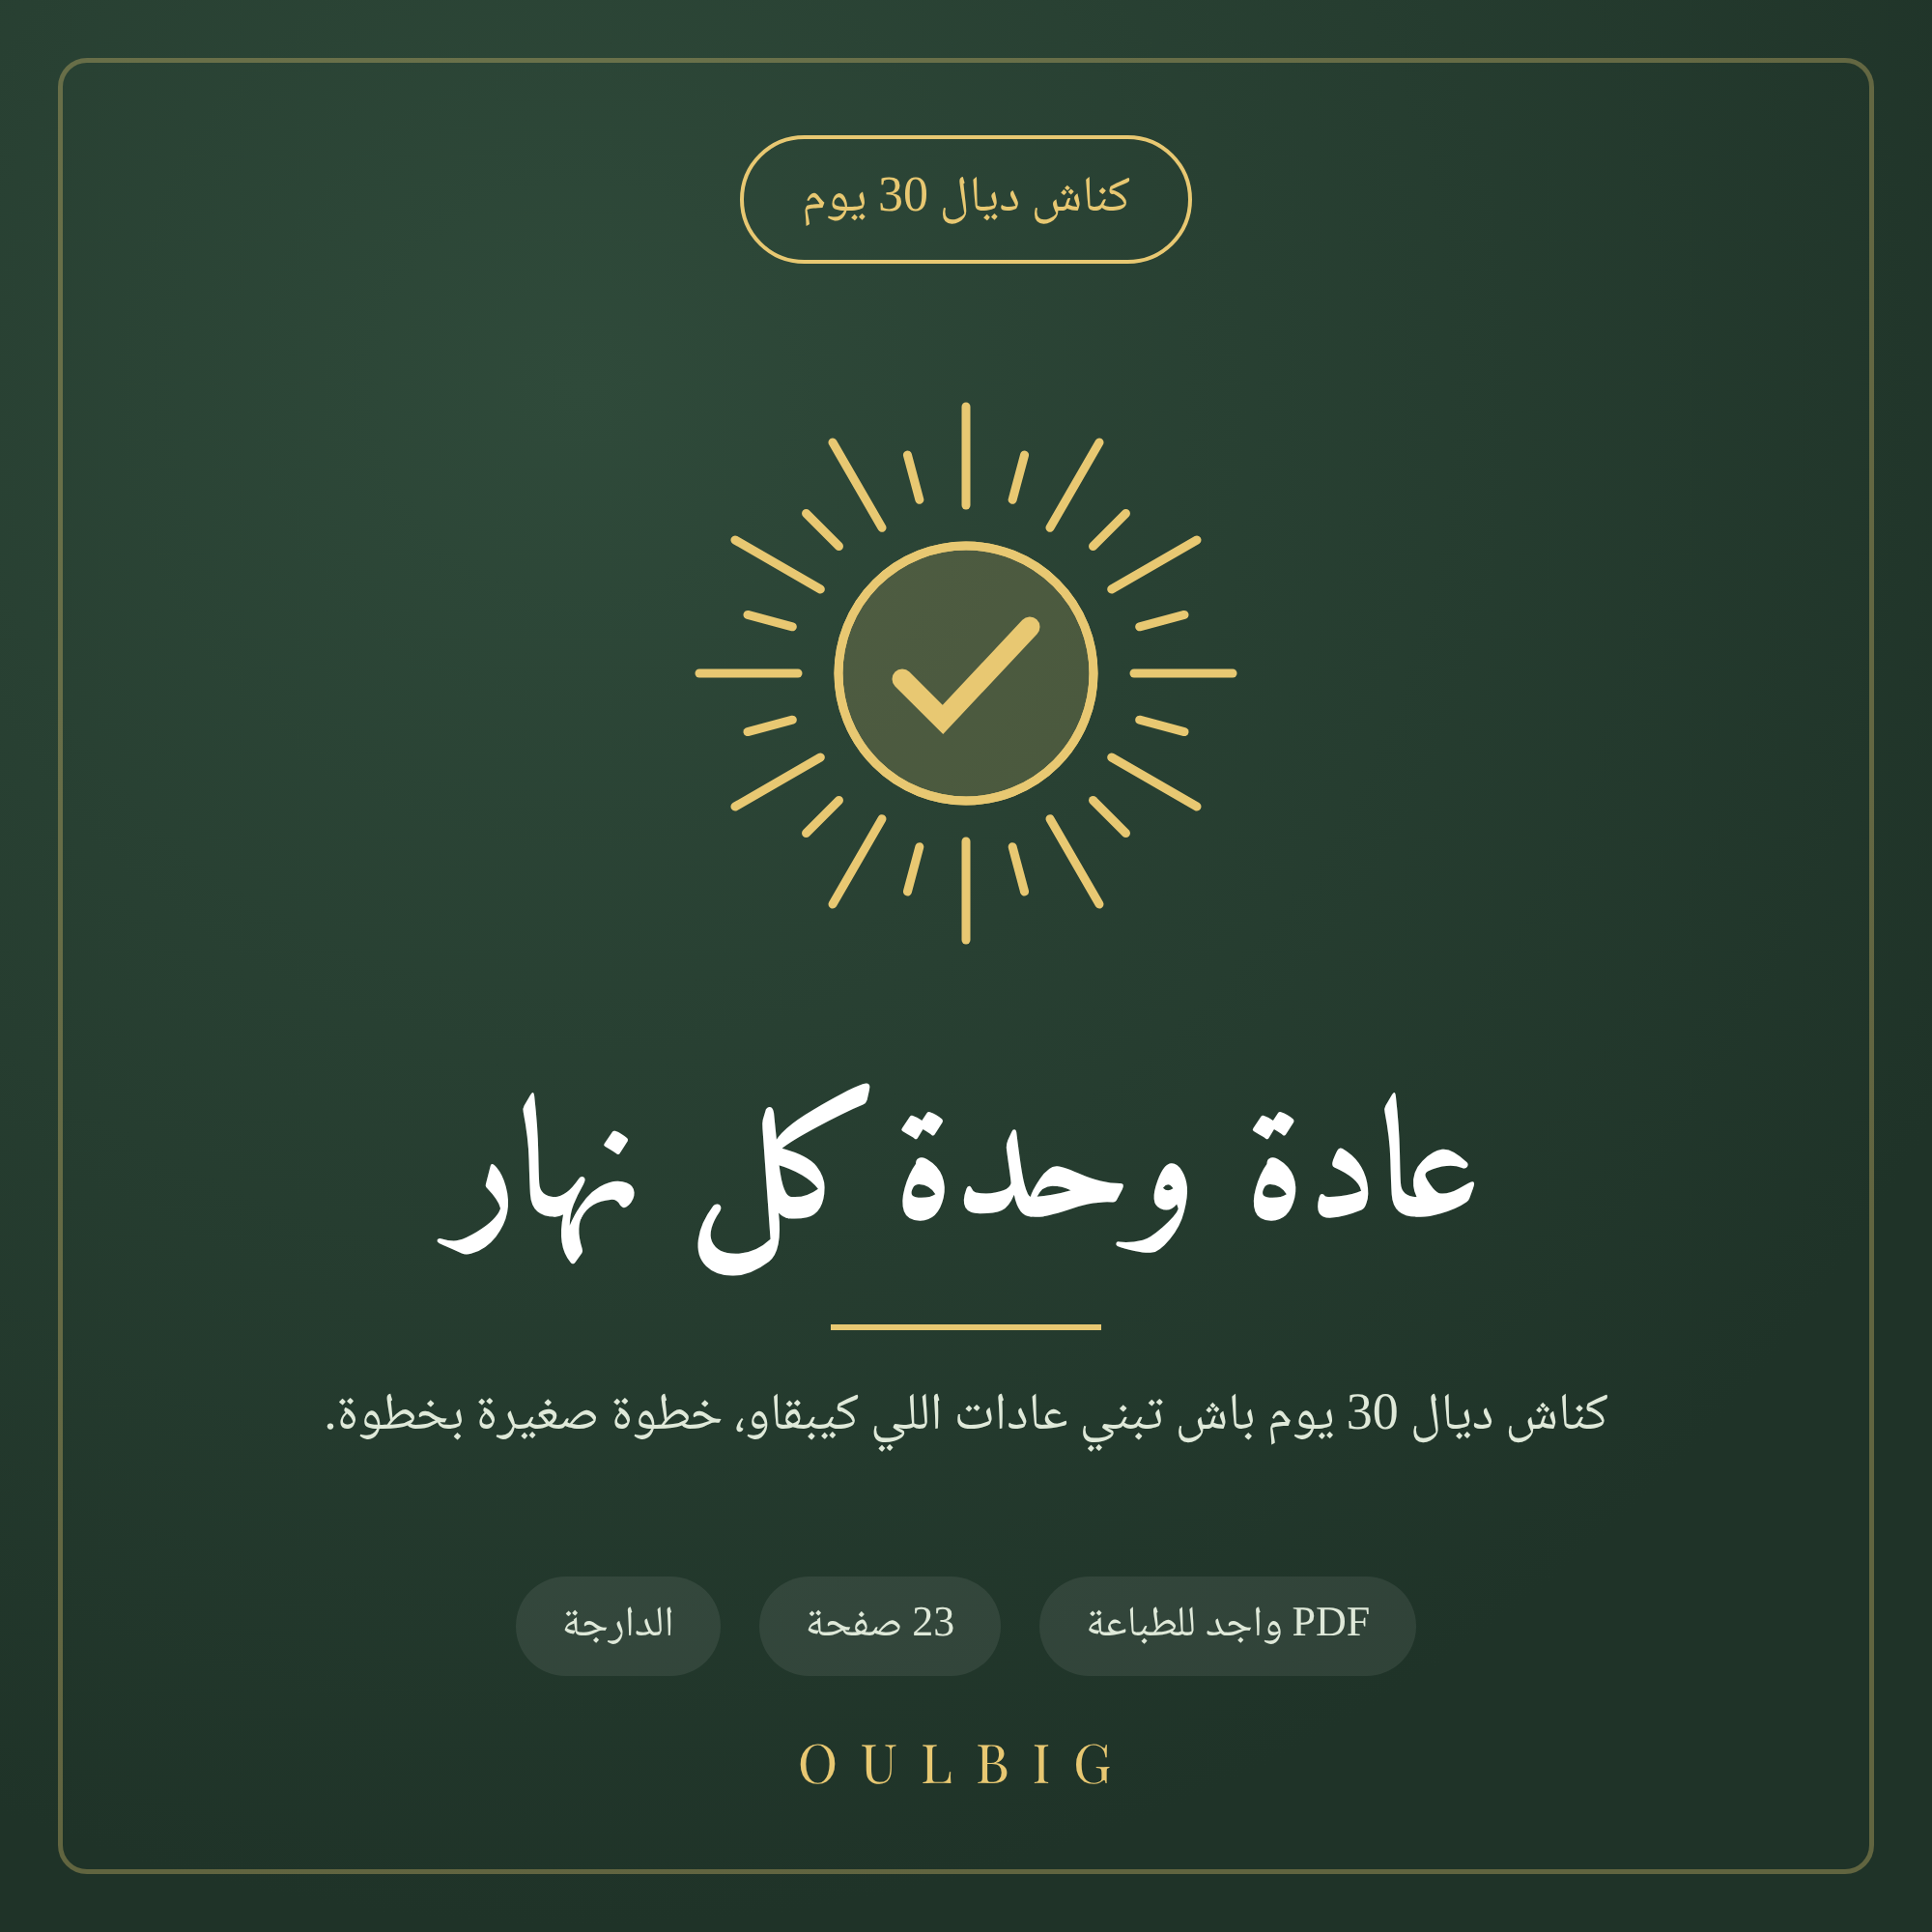 كناش ديال 30 يوم
عادة وحدة كل نهار
كناش ديال 30 يوم باش تبني عادات اللي كيبقاو، خطوة صغيرة بخطوة.
PDF واجد للطباعة
23 صفحة
الدارجة
OULBIG